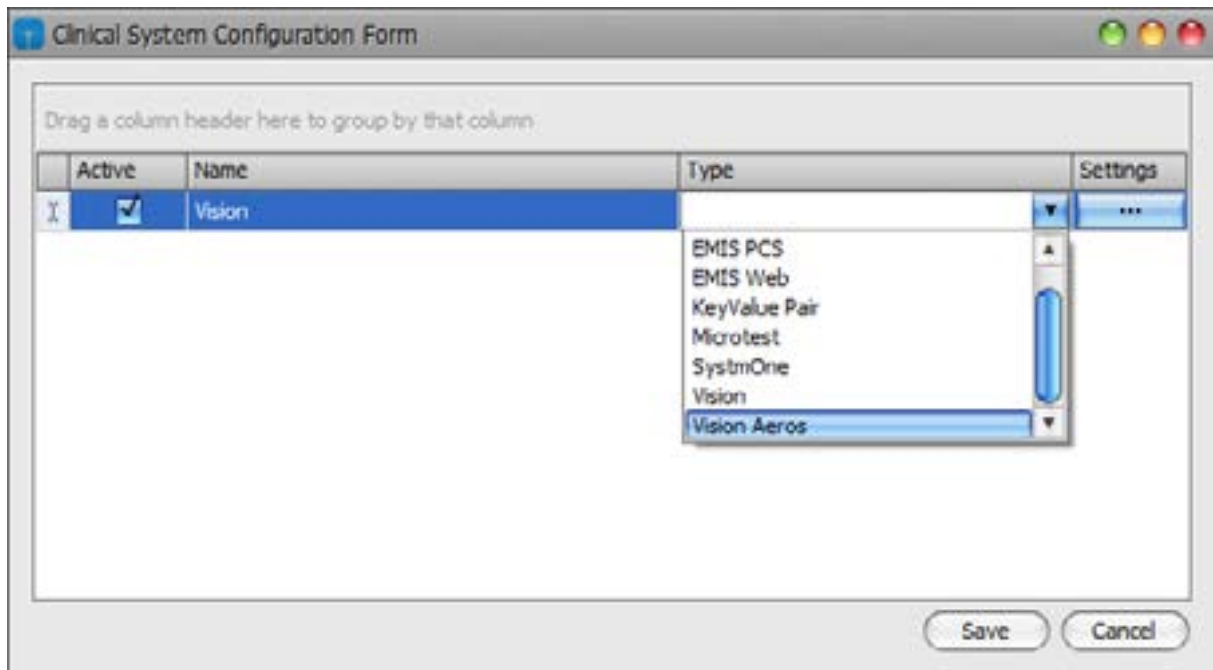 Clinical System Configuration Form
Drag a column header here to group by that column
Active Name Type Settings
Vision ...
EMIS PCS
EMIS Web
KeyValue Pair
Microtest
SystmOne
Vision
Vision Aeros
Save Cancel